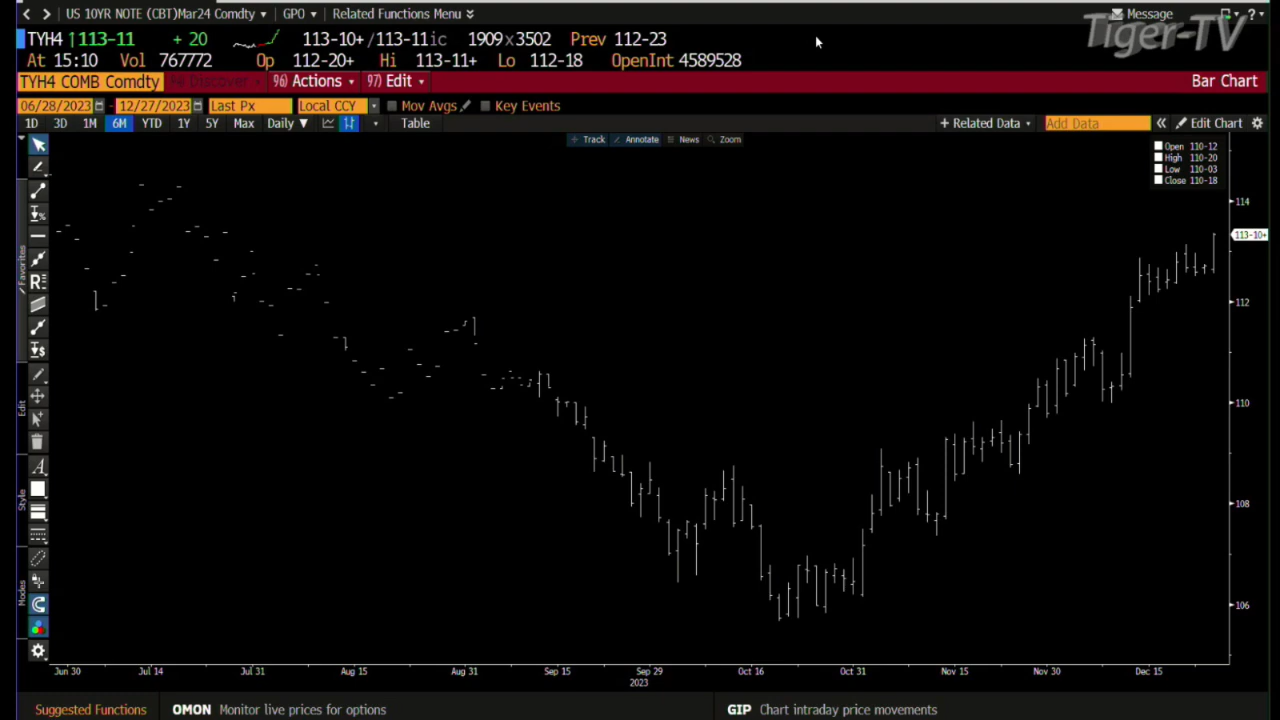 US 10YR NOTE (CBT)Mar24 Comdty GPO Related Functions Menu Message ?
Tiger-TV
TYH4 ↑113-11 + 20 113-10+/113-11ic 1909x3502 Prev 112-23
At 15:10 Vol 767772 Op 112-20+ Hi 113-11+ Lo 112-18 OpenInt 4589528
TYH4 COMB Comdty 94) Discover 96) Actions 97) Edit Bar Chart
06/28/2023 - 12/27/2023 Last Px Local CCY Mov Avgs Key Events
1D 3D 1M 6M YTD 1Y 5Y Max Daily ▼ Table + Related Data Add Data « Edit Chart
Track Annotate News Zoom
Open 110-12
High 110-20
Low 110-03
Close 110-18
114
113-10+
112
110
108
106
Favorites
Edit
Style
Modes
Jun 30 Jul 14 Jul 31 Aug 15 Aug 31 Sep 15 Sep 29 Oct 16 Oct 31 Nov 15 Nov 30 Dec 15
2023
Suggested Functions OMON Monitor live prices for options GIP Chart intraday price movements